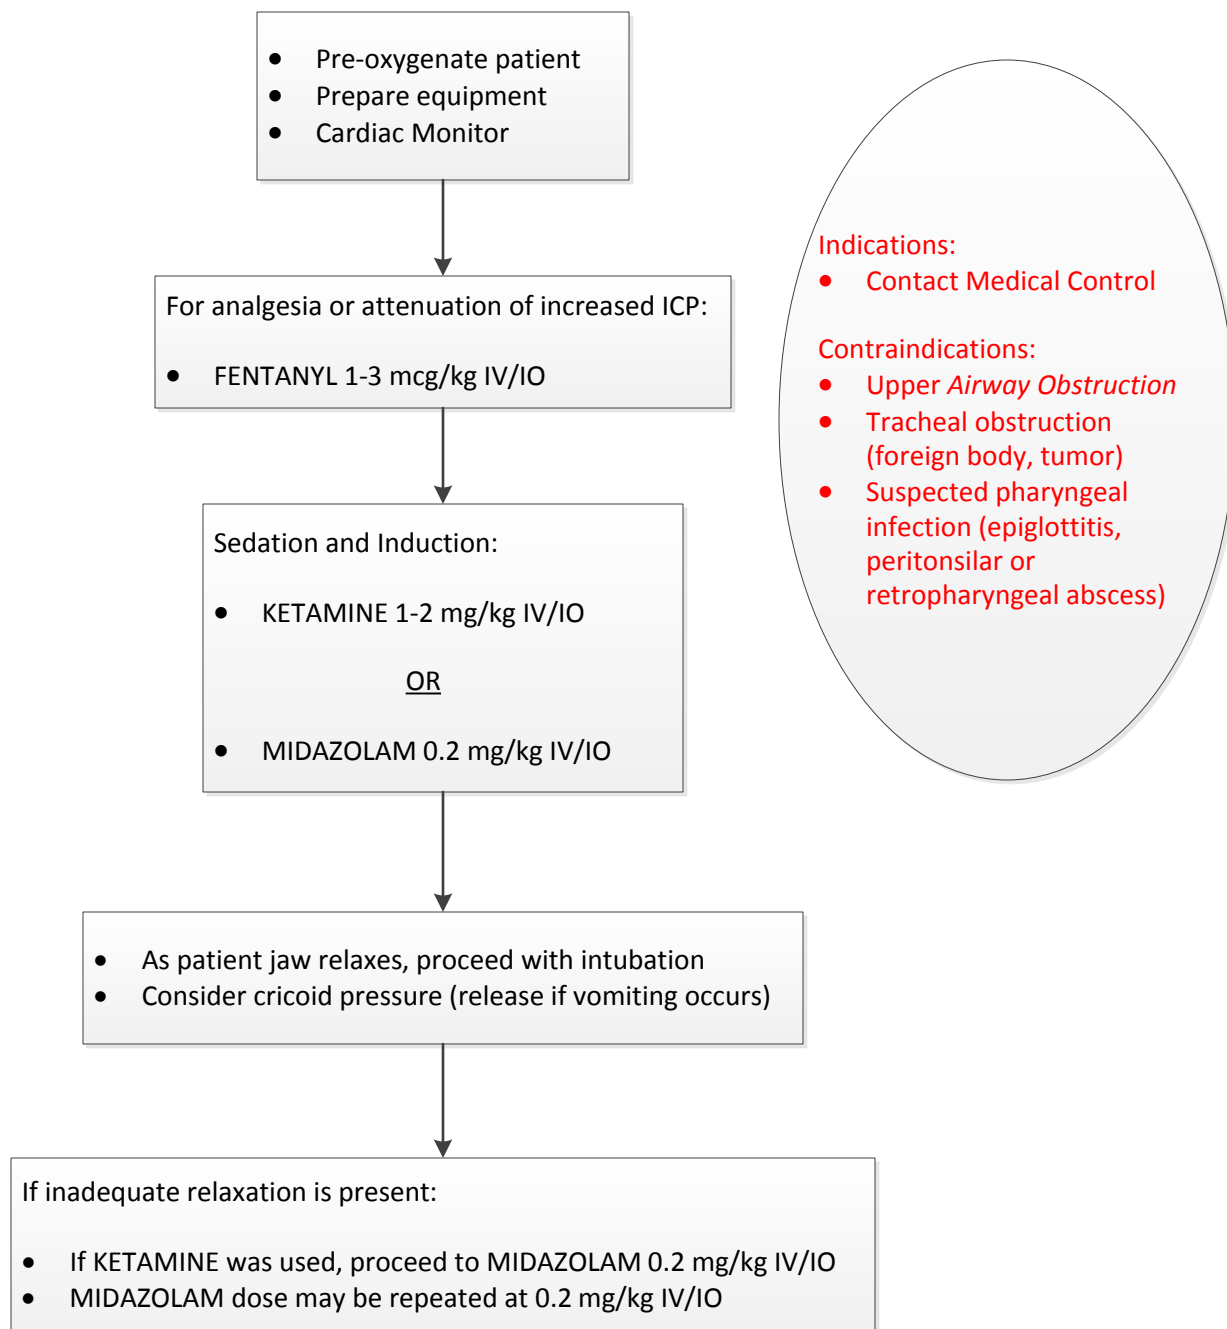 • Pre-oxygenate patient
• Prepare equipment
• Cardiac Monitor
For analgesia or attenuation of increased ICP:
• FENTANYL 1-3 mcg/kg IV/IO
Sedation and Induction:
• KETAMINE 1-2 mg/kg IV/IO
OR
• MIDAZOLAM 0.2 mg/kg IV/IO
• As patient jaw relaxes, proceed with intubation
• Consider cricoid pressure (release if vomiting occurs)
If inadequate relaxation is present:
• If KETAMINE was used, proceed to MIDAZOLAM 0.2 mg/kg IV/IO
• MIDAZOLAM dose may be repeated at 0.2 mg/kg IV/IO
Indications:
• Contact Medical Control
Contraindications:
• Upper Airway Obstruction
• Tracheal obstruction
(foreign body, tumor)
• Suspected pharyngeal
infection (epiglottitis,
peritonsilar or
retropharyngeal abscess)